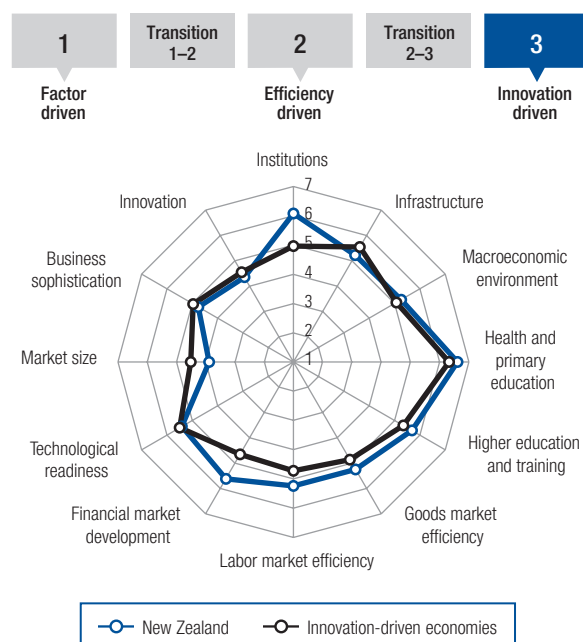 1
Transition
1–2
2
Transition
2–3
3
Factor
driven
Efficiency
driven
Innovation
driven
Institutions
Infrastructure
Macroeconomic
environment
Health and
primary
education
Higher education
and training
Goods market
efficiency
Labor market efficiency
Financial market
development
Technological
readiness
Market size
Business
sophistication
Innovation
7
6
5
4
3
2
1
New Zealand
Innovation-driven economies